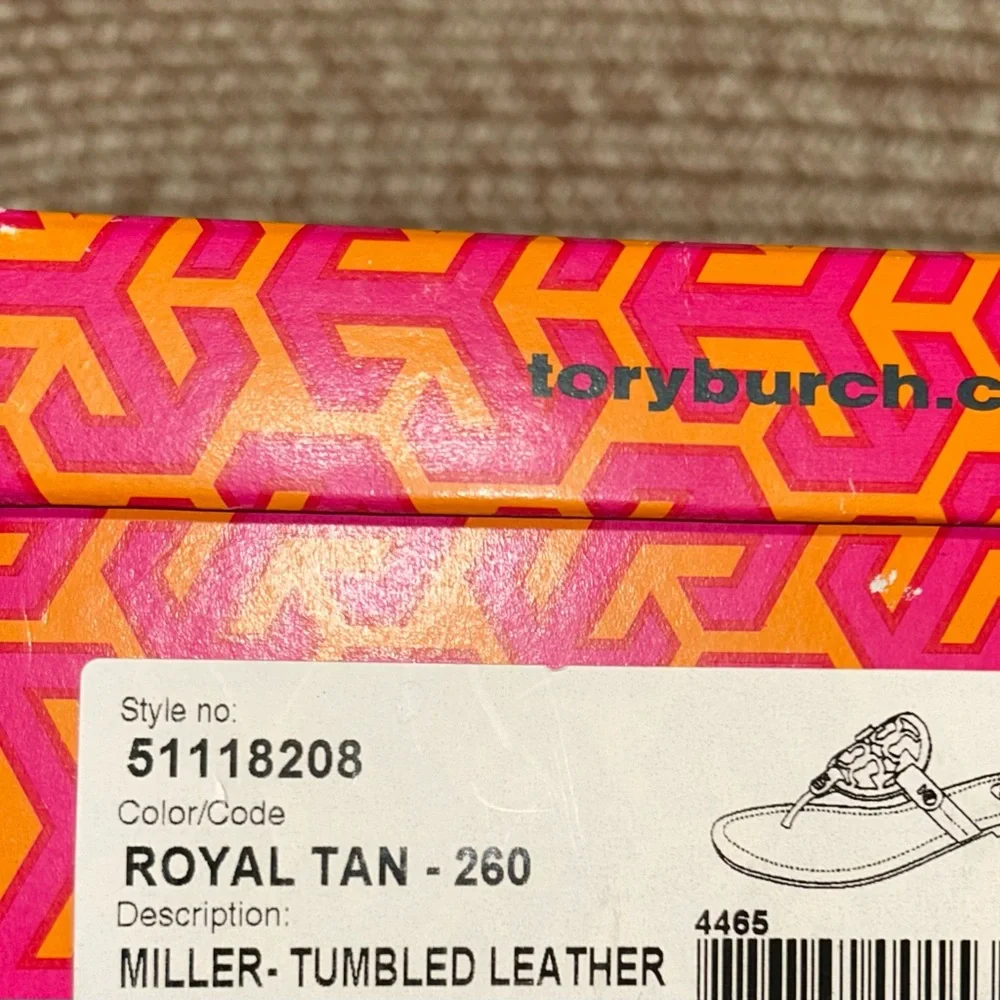 toryburch.c
Style no:
51118208
Color/Code
ROYAL TAN - 260
Description:
MILLER- TUMBLED LEATHER
4465